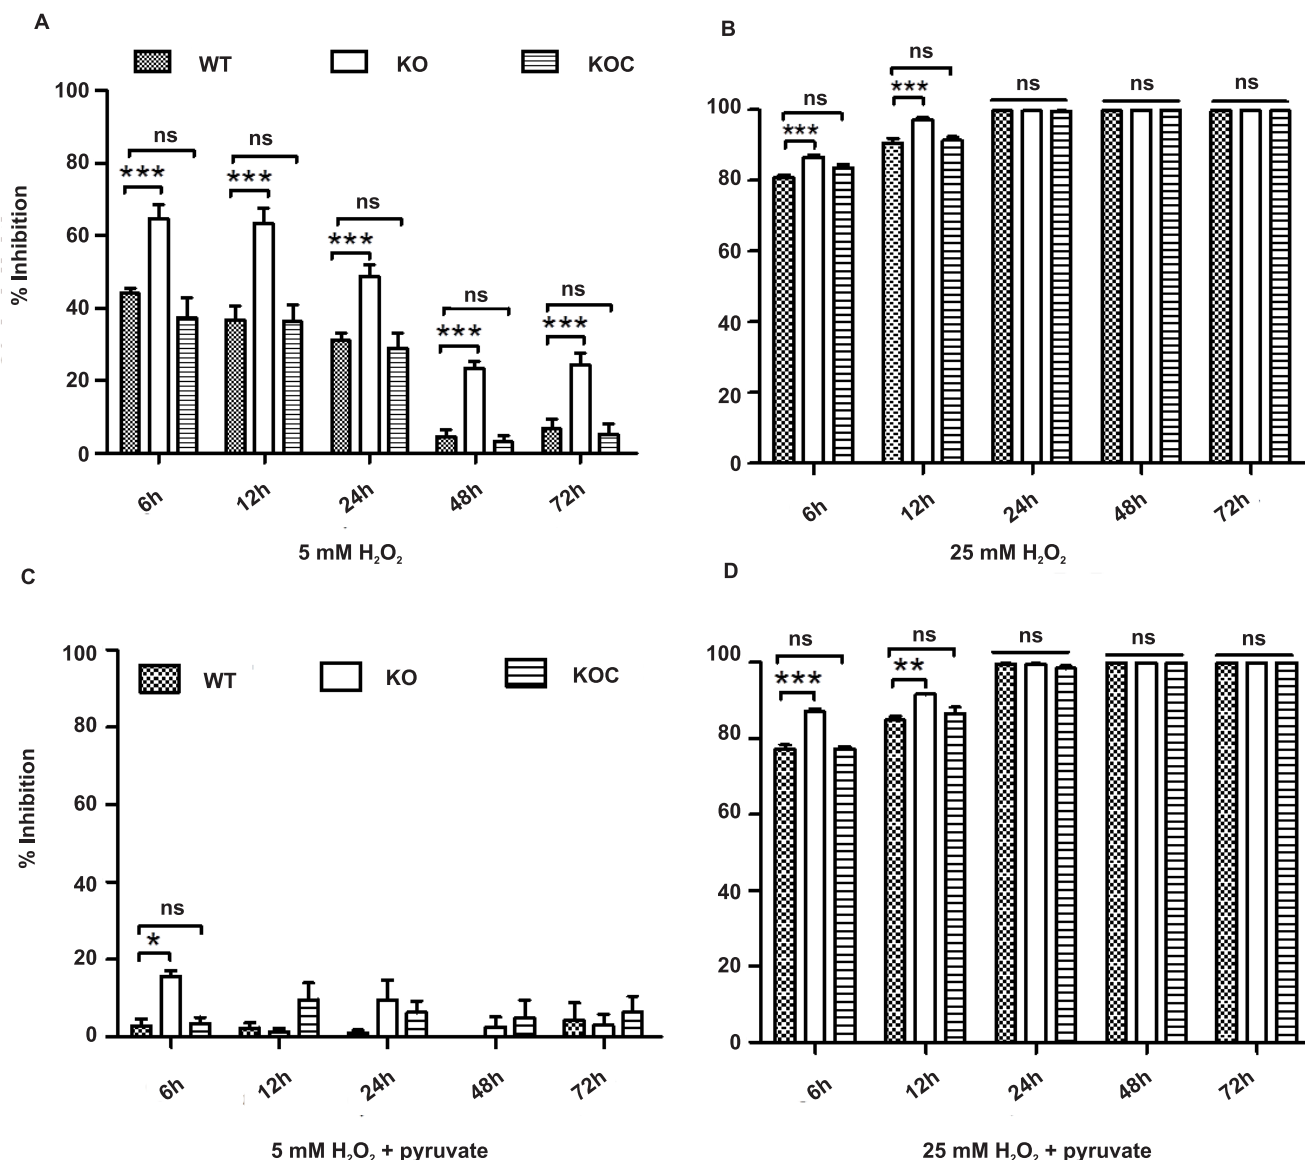 A
WT KO KOC
% Inhibition
100
80
60
40
20
0
ns
***
ns
***
ns
***
ns
***
ns
***
6h 12h 24h 48h 72h
5 mM H₂O₂
B
100
80
60
40
20
0
ns
***
ns
***
ns
ns
ns
6h 12h 24h 48h 72h
25 mM H₂O₂
C
WT KO KOC
% Inhibition
100
80
60
40
20
0
ns
*
6h 12h 24h 48h 72h
5 mM H₂O₂ + pyruvate
D
100
80
60
40
20
0
ns
***
ns
**
ns
ns
ns
6h 12h 24h 48h 72h
25 mM H₂O₂ + pyruvate